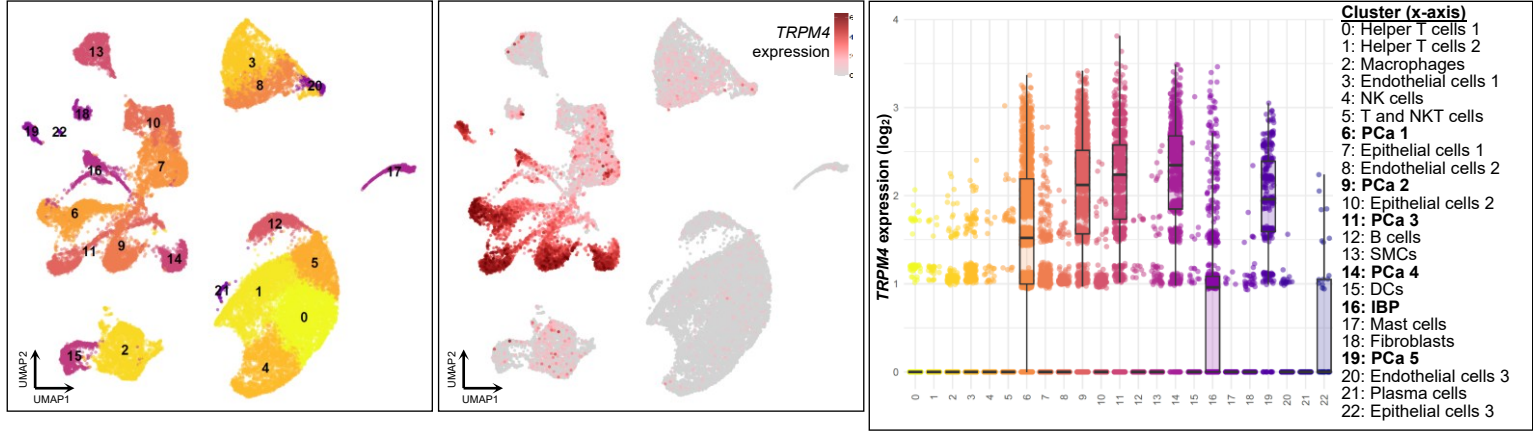 13
3
8
20
18
19
22
10
7
16
6
9
11
14
12
5
21
1
0
15
2
4
UMAP2
UMAP1
TRPM4
expression
6
4
2
0
UMAP2
UMAP1
TRPM4 expression (log2)
4
3
2
1
0
0 1 2 3 4 5 6 7 8 9 10 11 12 13 14 15 16 17 18 19 20 21 22
17
Cluster (x-axis)
0: Helper T cells 1
1: Helper T cells 2
2: Macrophages
3: Endothelial cells 1
4: NK cells
5: T and NKT cells
6: PCa 1
7: Epithelial cells 1
8: Endothelial cells 2
9: PCa 2
10: Epithelial cells 2
11: PCa 3
12: B cells
13: SMCs
14: PCa 4
15: DCs
16: IBP
17: Mast cells
18: Fibroblasts
19: PCa 5
20: Endothelial cells 3
21: Plasma cells
22: Epithelial cells 3